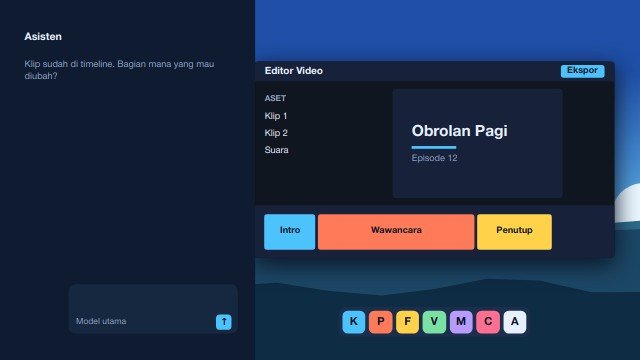 Asisten
Klip sudah di timeline. Bagian mana yang mau
diubah?
Model utama
↑
Editor Video
Ekspor
ASET
Klip 1
Klip 2
Suara
Obrolan Pagi
Episode 12
Intro
Wawancara
Penutup
K P F V M C A